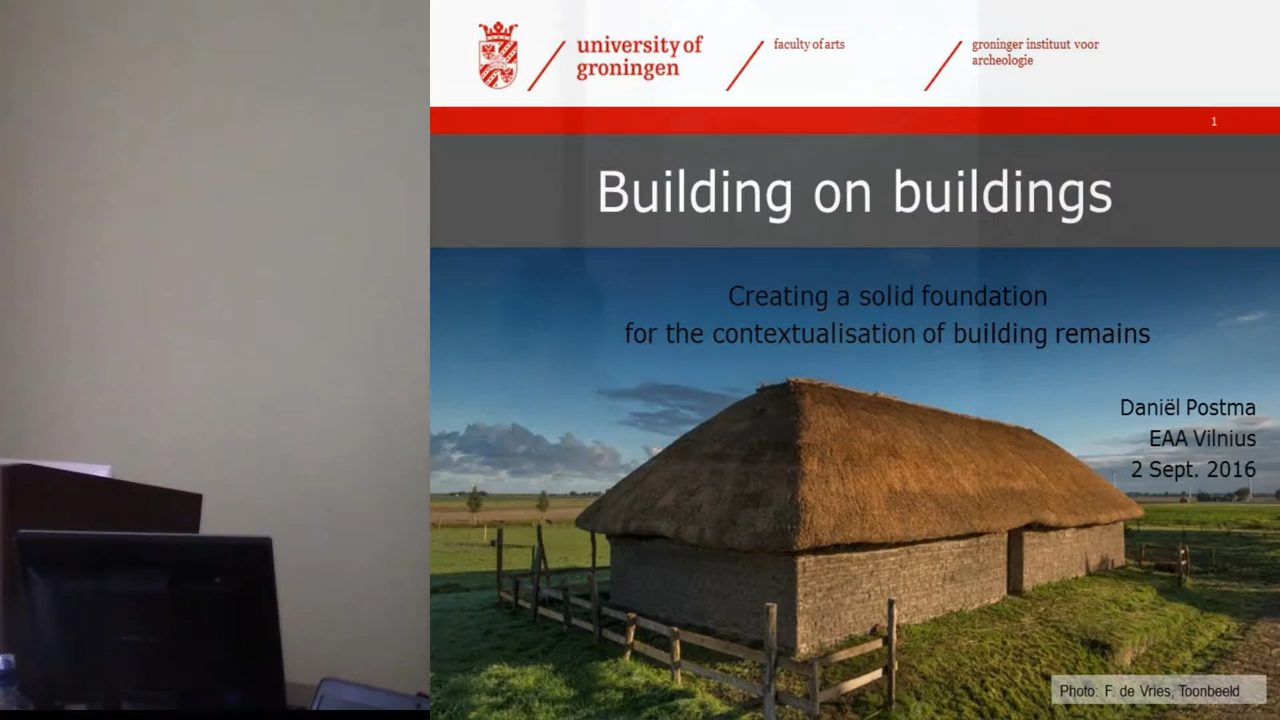 university of
groningen
faculty of arts
groninger instituut voor
archeologie
1
Building on buildings
Creating a solid foundation
for the contextualisation of building remains
Daniël Postma
EAA Vilnius
2 Sept. 2016
Photo: F. de Vries, Toonbeeld